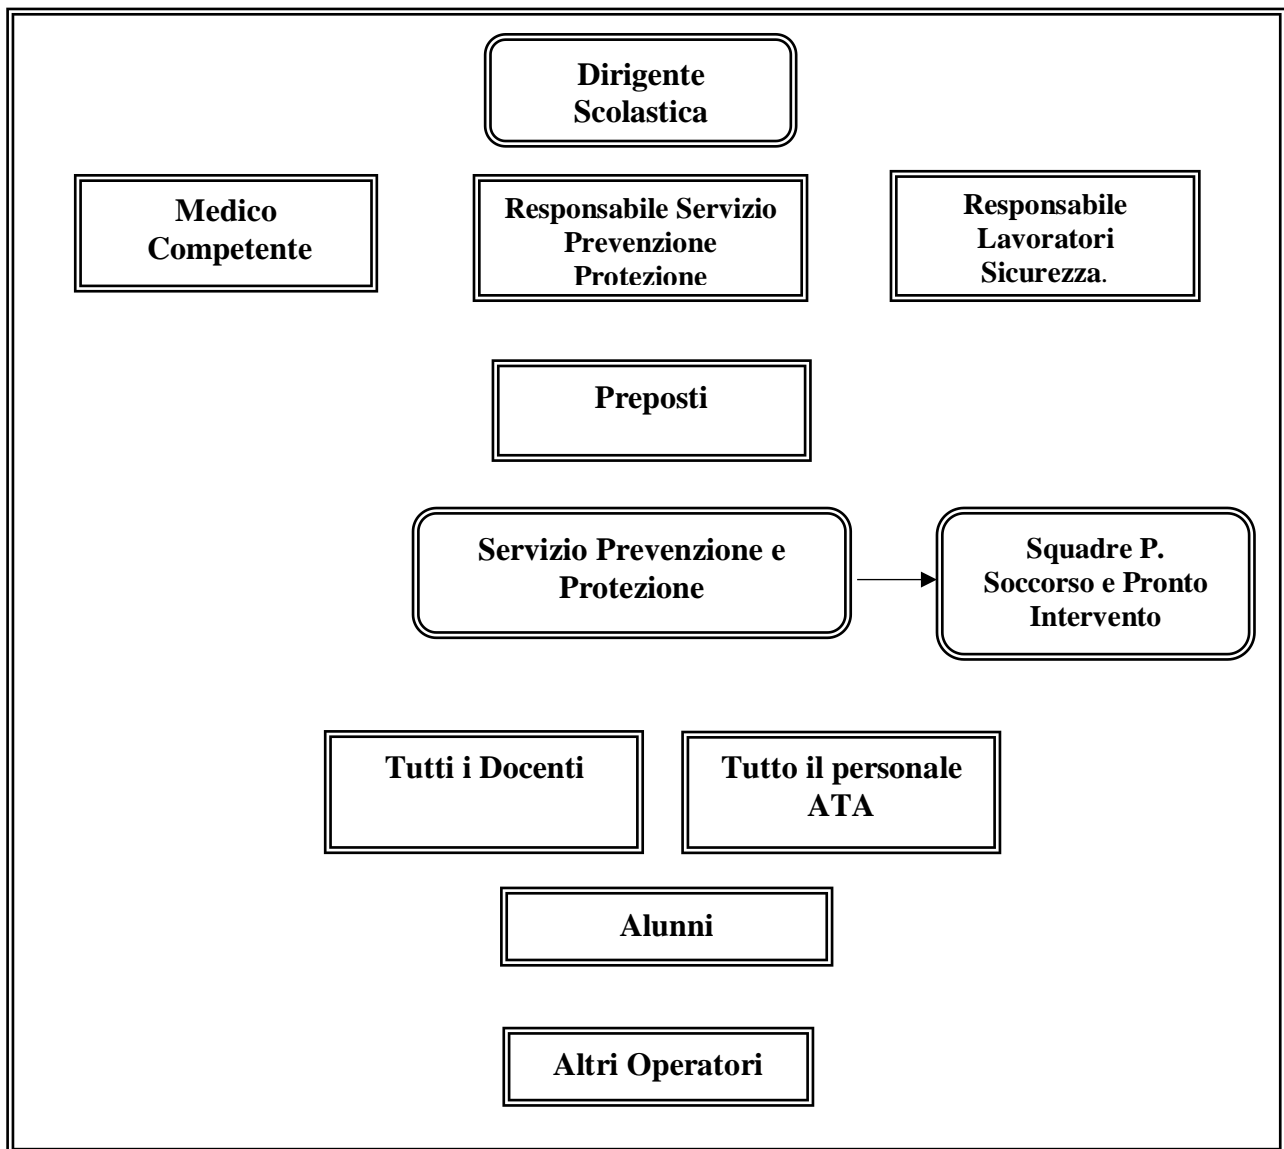 Dirigente
Scolastica
Medico
Competente
Responsabile Servizio
Prevenzione
Protezione
Responsabile
Lavoratori
Sicurezza.
Preposti
Servizio Prevenzione e
Protezione
Squadre P.
Soccorso e Pronto
Intervento
Tutti i Docenti
Tutto il personale
ATA
Alunni
Altri Operatori